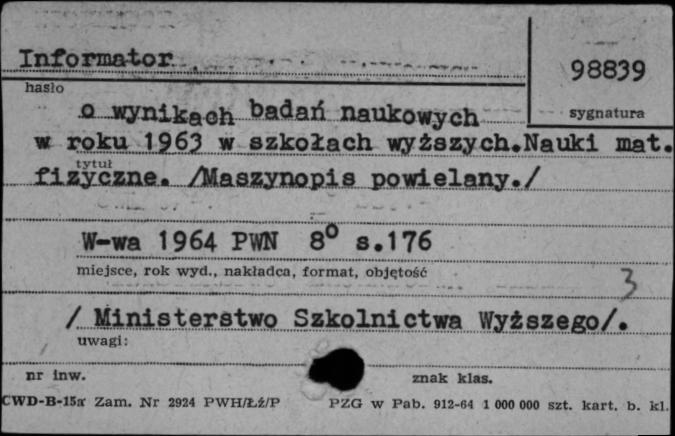 Informator
98839
hasło
o wynikach badań naukowych
sygnatura
w roku 1963 w szkołach wyższych.Nauki mat.
tytuł
fizyczne. /Maszynopis powielany./
W-wa 1964 PWN 8⁰ s.176
miejsce, rok wyd., nakładca, format, objętość
3
/ Ministerstwo Szkolnictwa Wyższego/.
uwagi:
nr inw.
znak klas.
CWD-B-15a Zam. Nr 2924 PWH/Łź/P PZG w Pab. 912-64 1 000 000 szt. kart. b. kl.